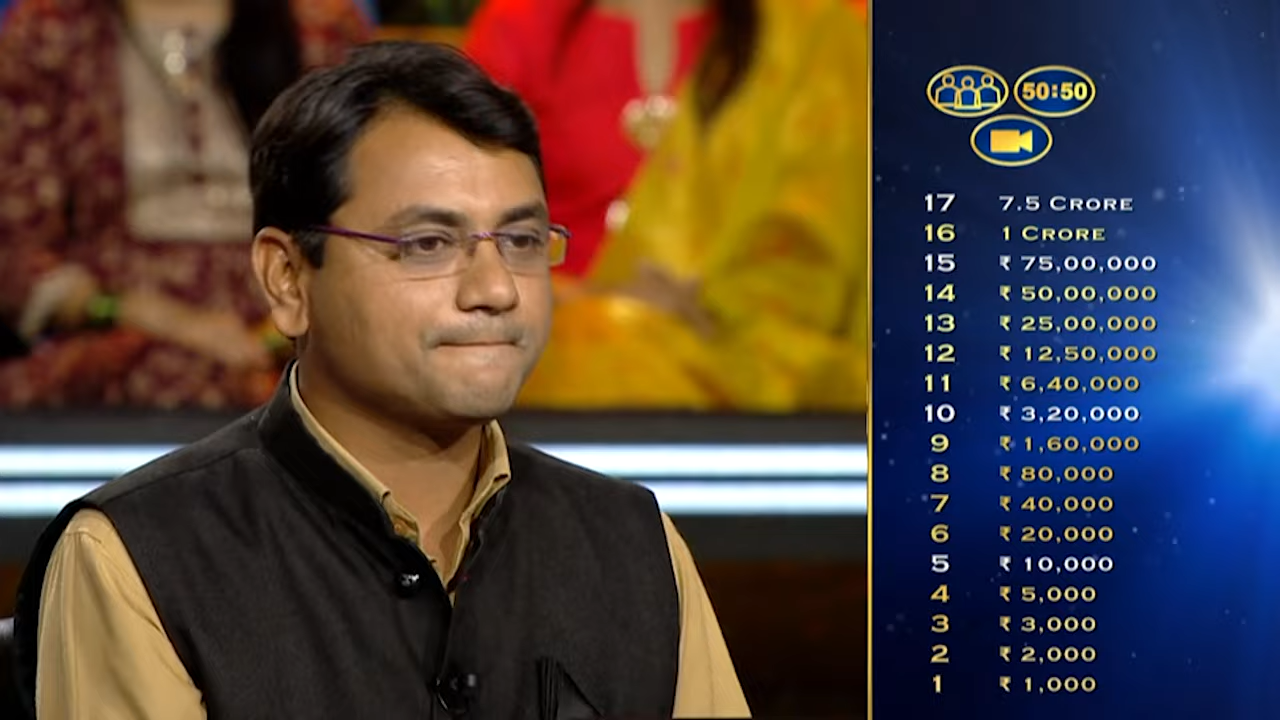 50:50
17 7.5 CRORE
16 1 CRORE
15 ₹ 75,00,000
14 ₹ 50,00,000
13 ₹ 25,00,000
12 ₹ 12,50,000
11 ₹ 6,40,000
10 ₹ 3,20,000
9 ₹ 1,60,000
8 ₹ 80,000
7 ₹ 40,000
6 ₹ 20,000
5 ₹ 10,000
4 ₹ 5,000
3 ₹ 3,000
2 ₹ 2,000
1 ₹ 1,000